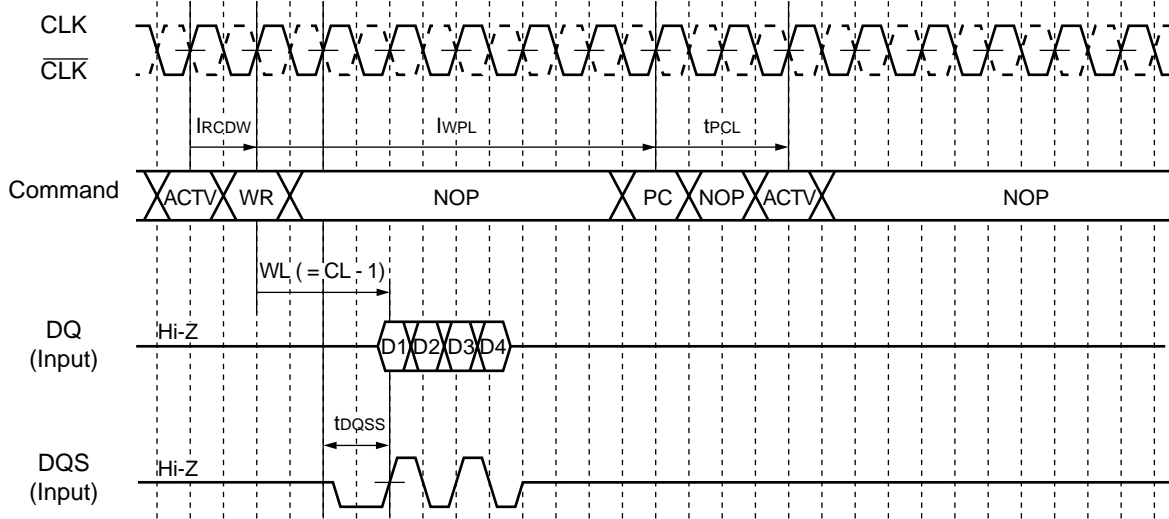 CLK
CLK
IRCDW IWPL tPCL
Command ACTV WR NOP PC NOP ACTV NOP
WL ( = CL - 1)
DQ
(Input)
Hi-Z
D1 D2 D3 D4
tDQSS
DQS
(Input)
Hi-Z